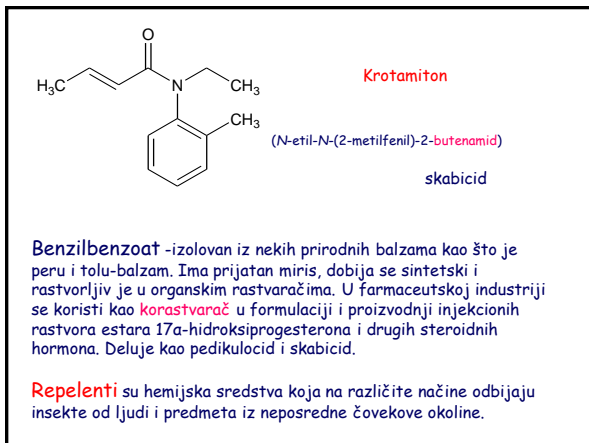 O
H3C
N
CH3
CH3
Krotamiton
(N-etil-N-(2-metilfenil)-2-butenamid)
skabicid
Benzilbenzoat -izolovan iz nekih prirodnih balzama kao što je
peru i tolu-balzam. Ima prijatan miris, dobija se sintetski i
rastvorljiv je u organskim rastvaračima. U farmaceutskoj industriji
se koristi kao korastvarač u formulaciji i proizvodnji injekcionih
rastvora estara 17a-hidroksiprogesterona i drugih steroidnih
hormona. Deluje kao pedikulocid i skabicid.
Repelenti su hemijska sredstva koja na različite načine odbijaju
insekte od ljudi i predmeta iz neposredne čovekove okoline.